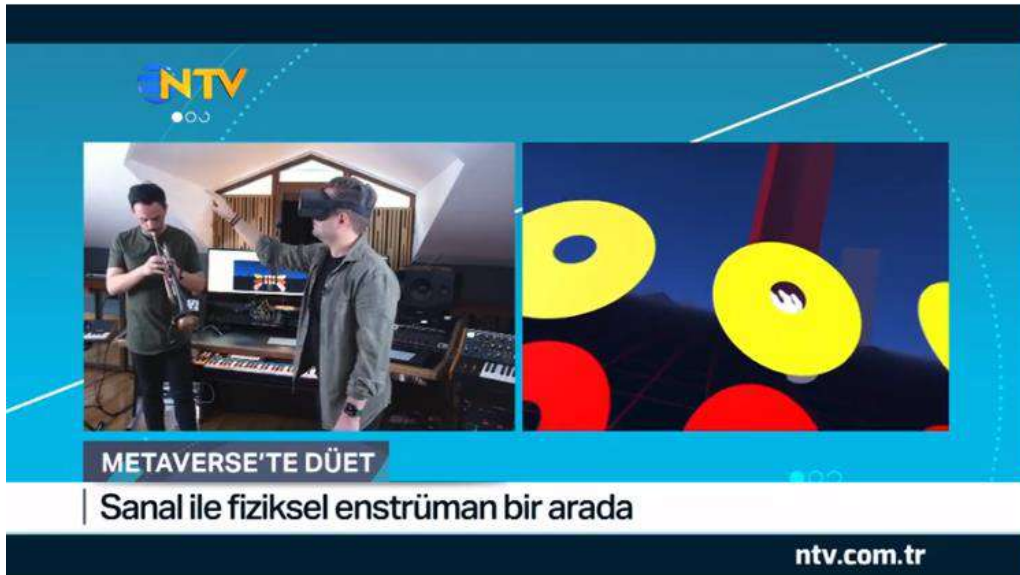 NTV
METAVERSE'TE DÜET
Sanal ile fiziksel enstrüman bir arada
ntv.com.tr